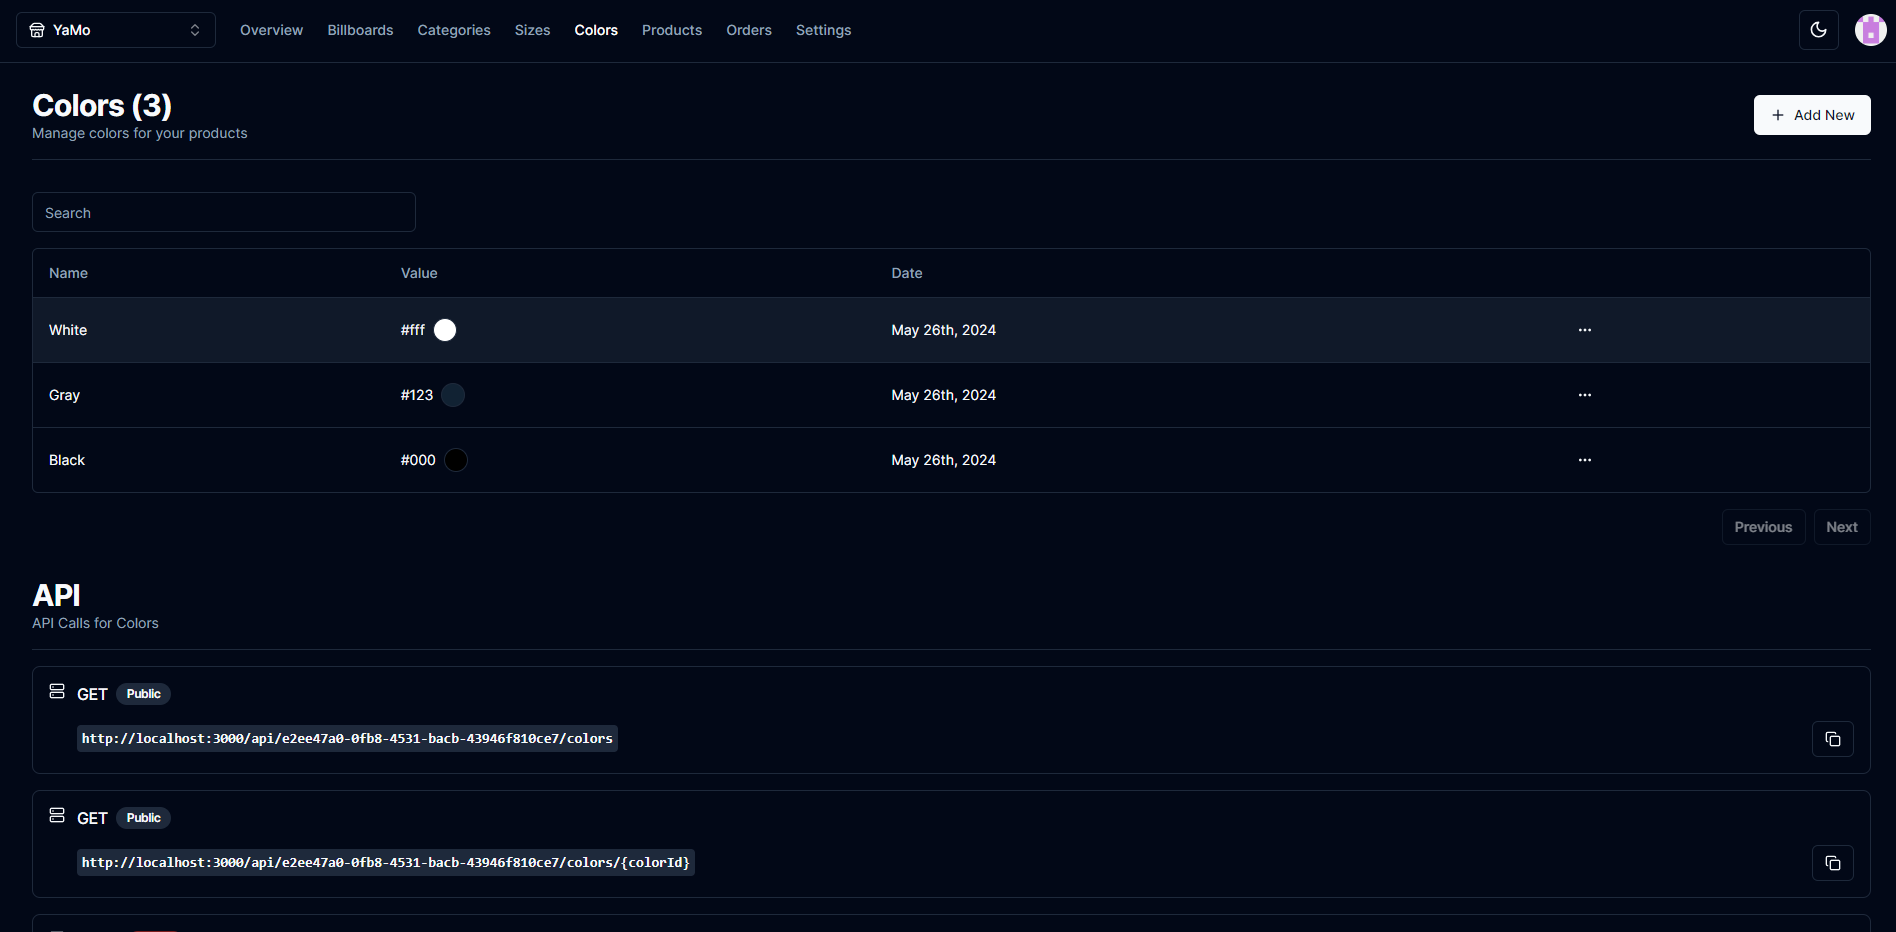 YaMo Overview Billboards Categories Sizes Colors Products Orders Settings
Colors (3)
Manage colors for your products
+ Add New
Search
Name Value Date
White #fff May 26th, 2024
Gray #123 May 26th, 2024
Black #000 May 26th, 2024
Previous Next
API
API Calls for Colors
GET Public
http://localhost:3000/api/e2ee47a0-0fb8-4531-bacb-43946f810ce7/colors
GET Public
http://localhost:3000/api/e2ee47a0-0fb8-4531-bacb-43946f810ce7/colors/{colorId}